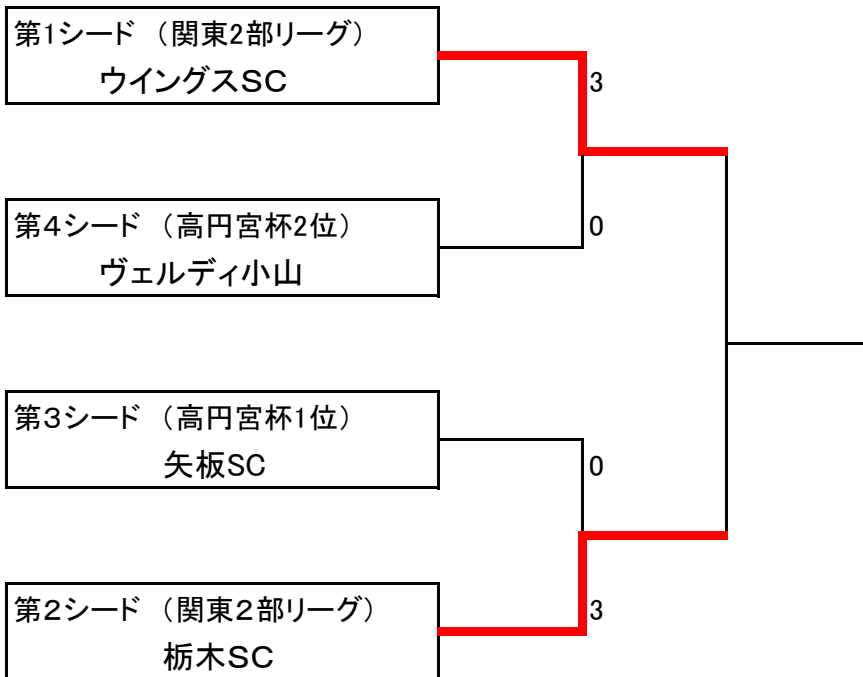 第1シード （関東2部リーグ）
ウイングスSC
3
第4シード （高円宮杯2位）
0
ヴェルディ小山
第3シード （高円宮杯1位）
矢板SC
0
第2シード （関東２部リーグ）
3
栃木SC